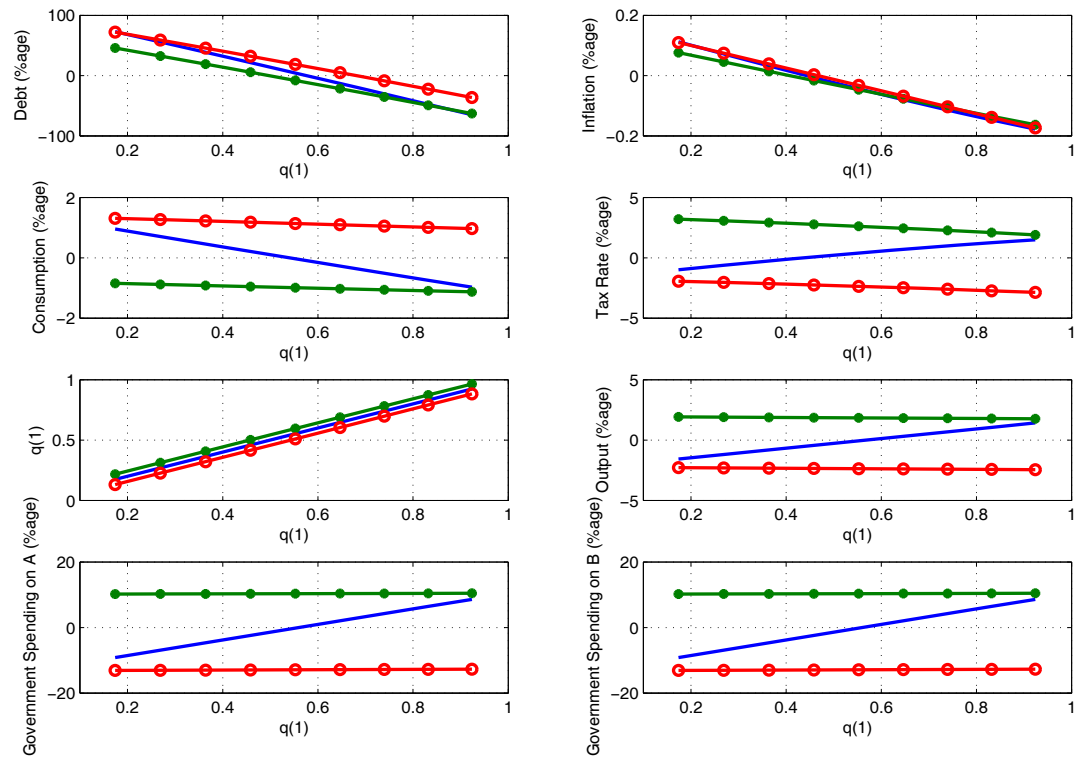 Debt (%age)
100
0
−100
0.2 0.4 0.6 0.8 1
q(1)
Inflation (%age)
0.2
0
−0.2
0.2 0.4 0.6 0.8 1
q(1)
Consumption (%age)
2
0
−2
0.2 0.4 0.6 0.8 1
q(1)
Tax Rate (%age)
5
0
−5
0.2 0.4 0.6 0.8 1
q(1)
q(1)
1
0.5
0
0.2 0.4 0.6 0.8 1
q(1)
Output (%age)
5
0
−5
0.2 0.4 0.6 0.8 1
q(1)
Government Spending on A (%age)
20
0
−20
0.2 0.4 0.6 0.8 1
q(1)
Government Spending on B (%age)
20
0
−20
0.2 0.4 0.6 0.8 1
q(1)